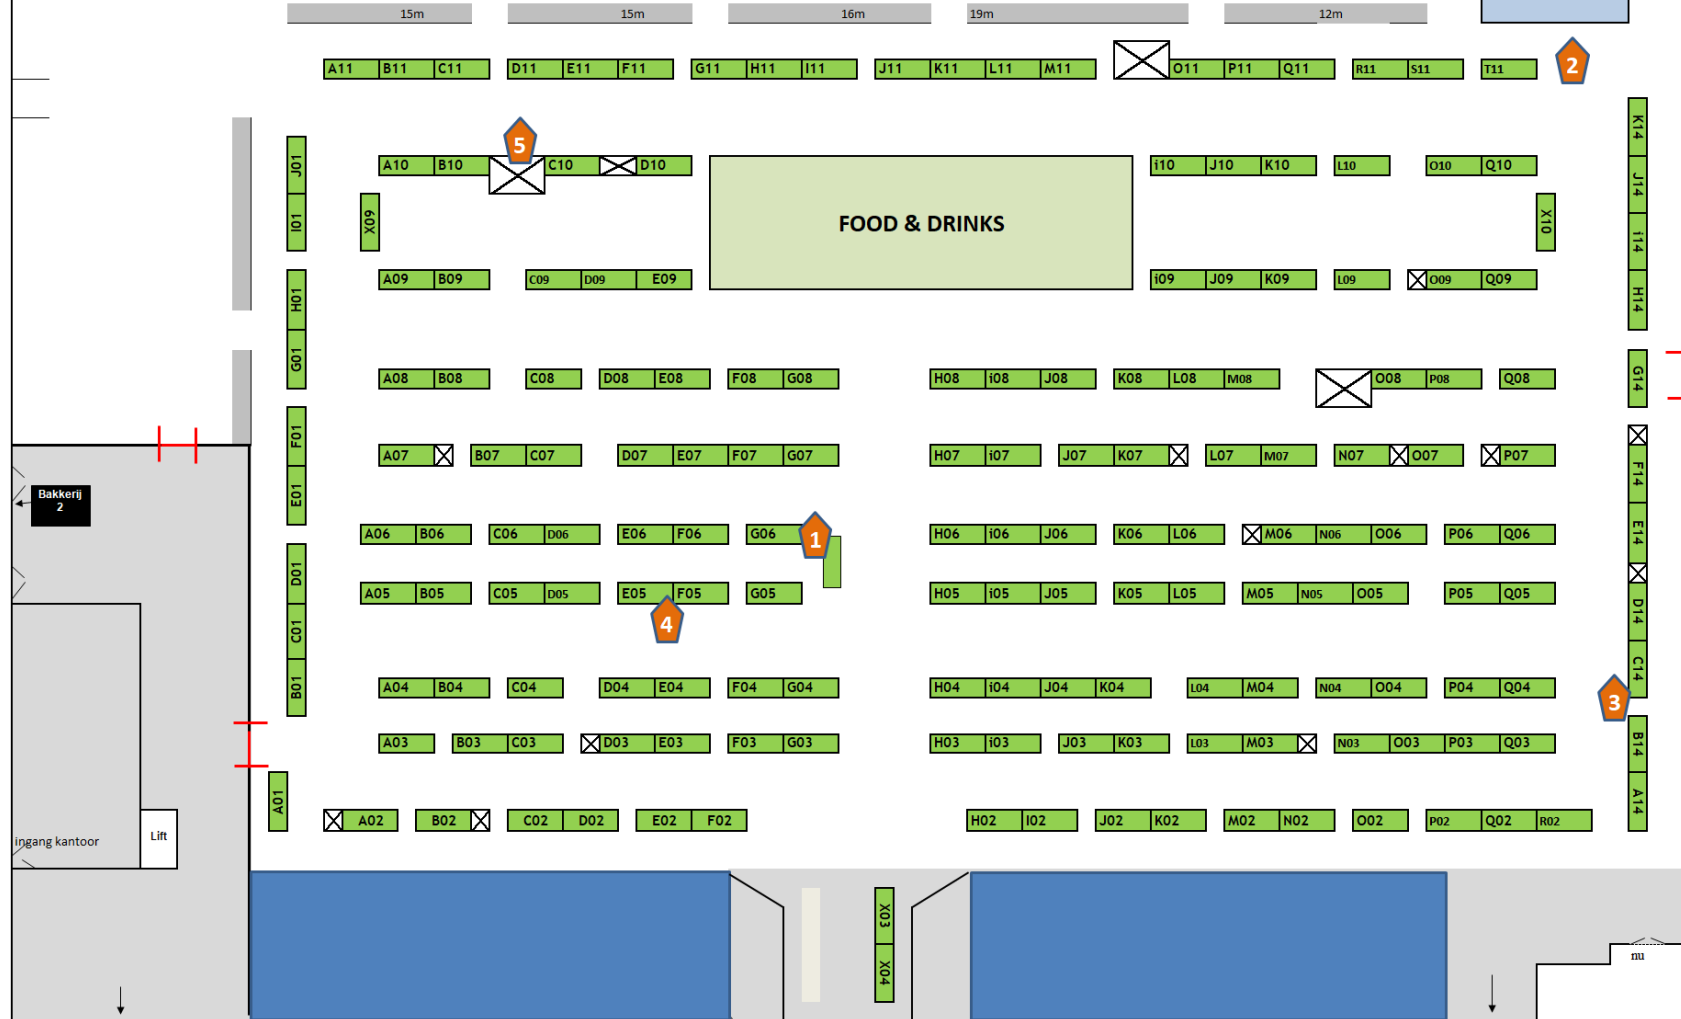 15m 15m 16m 19m 12m
2
A11 B11 C11 D11 E11 F11 G11 H11 I11 J11 K11 L11 M11 O11 P11 Q11 R11 S11 T11
K14
5
J01 A10 B10 C10 D10 i10 J10 K10 L10 O10 Q10 J14
I01 X09 FOOD & DRINKS X10 i14
A09 B09 C09 D09 E09 i09 J09 K09 L09 O09 Q09 H14
H01
G01 A08 B08 C08 D08 E08 F08 G08 H08 i08 J08 K08 L08 M08 O08 P08 Q08 G14
F01 A07 B07 C07 D07 E07 F07 G07 H07 i07 J07 K07 L07 M07 N07 O07 P07 F14
Bakkerij
2
E01
A06 B06 C06 D06 E06 F06 G06 1 H06 i06 J06 K06 L06 M06 N06 O06 P06 Q06 E14
D01
A05 B05 C05 D05 E05 F05 G05 H05 i05 J05 K05 L05 M05 N05 O05 P05 Q05
4
C01 D14
B01 A04 B04 C04 D04 E04 F04 G04 H04 i04 J04 K04 L04 M04 N04 O04 P04 Q04 C14
3
A03 B03 C03 D03 E03 F03 G03 H03 i03 J03 K03 L03 M03 N03 O03 P03 Q03 B14
A01 A14
A02 B02 C02 D02 E02 F02 H02 I02 J02 K02 M02 N02 O02 P02 Q02 R02
ingang kantoor Lift
X03
X04
nu